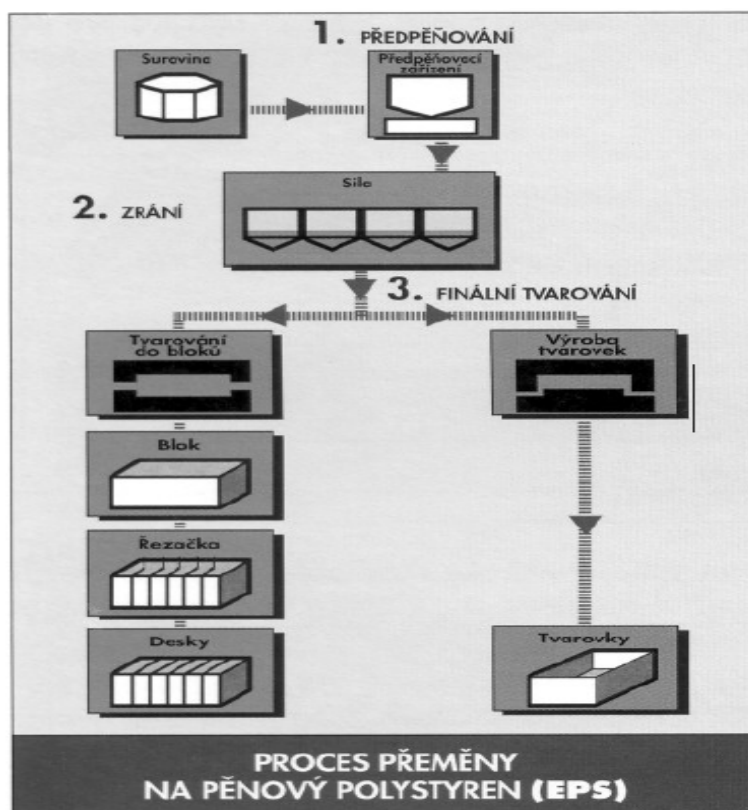 1. PŘEDPĚŇOVÁNÍ
Surovina
Předpěňovací
zařízení
Sila
2. ZRÁNÍ
3. FINÁLNÍ TVAROVÁNÍ
Tvarování
do bloků
Výroba
tvarovek
Blok
Řezačka
Desky
Tvarovky
PROCES PŘEMĚNY
NA PĚNOVÝ POLYSTYREN (EPS)